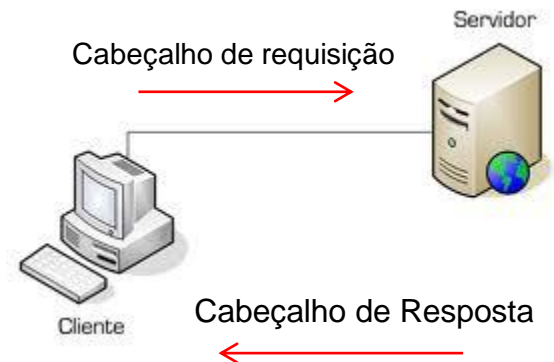 Servidor
Cabeçalho de requisição
Cliente
Cabeçalho de Resposta